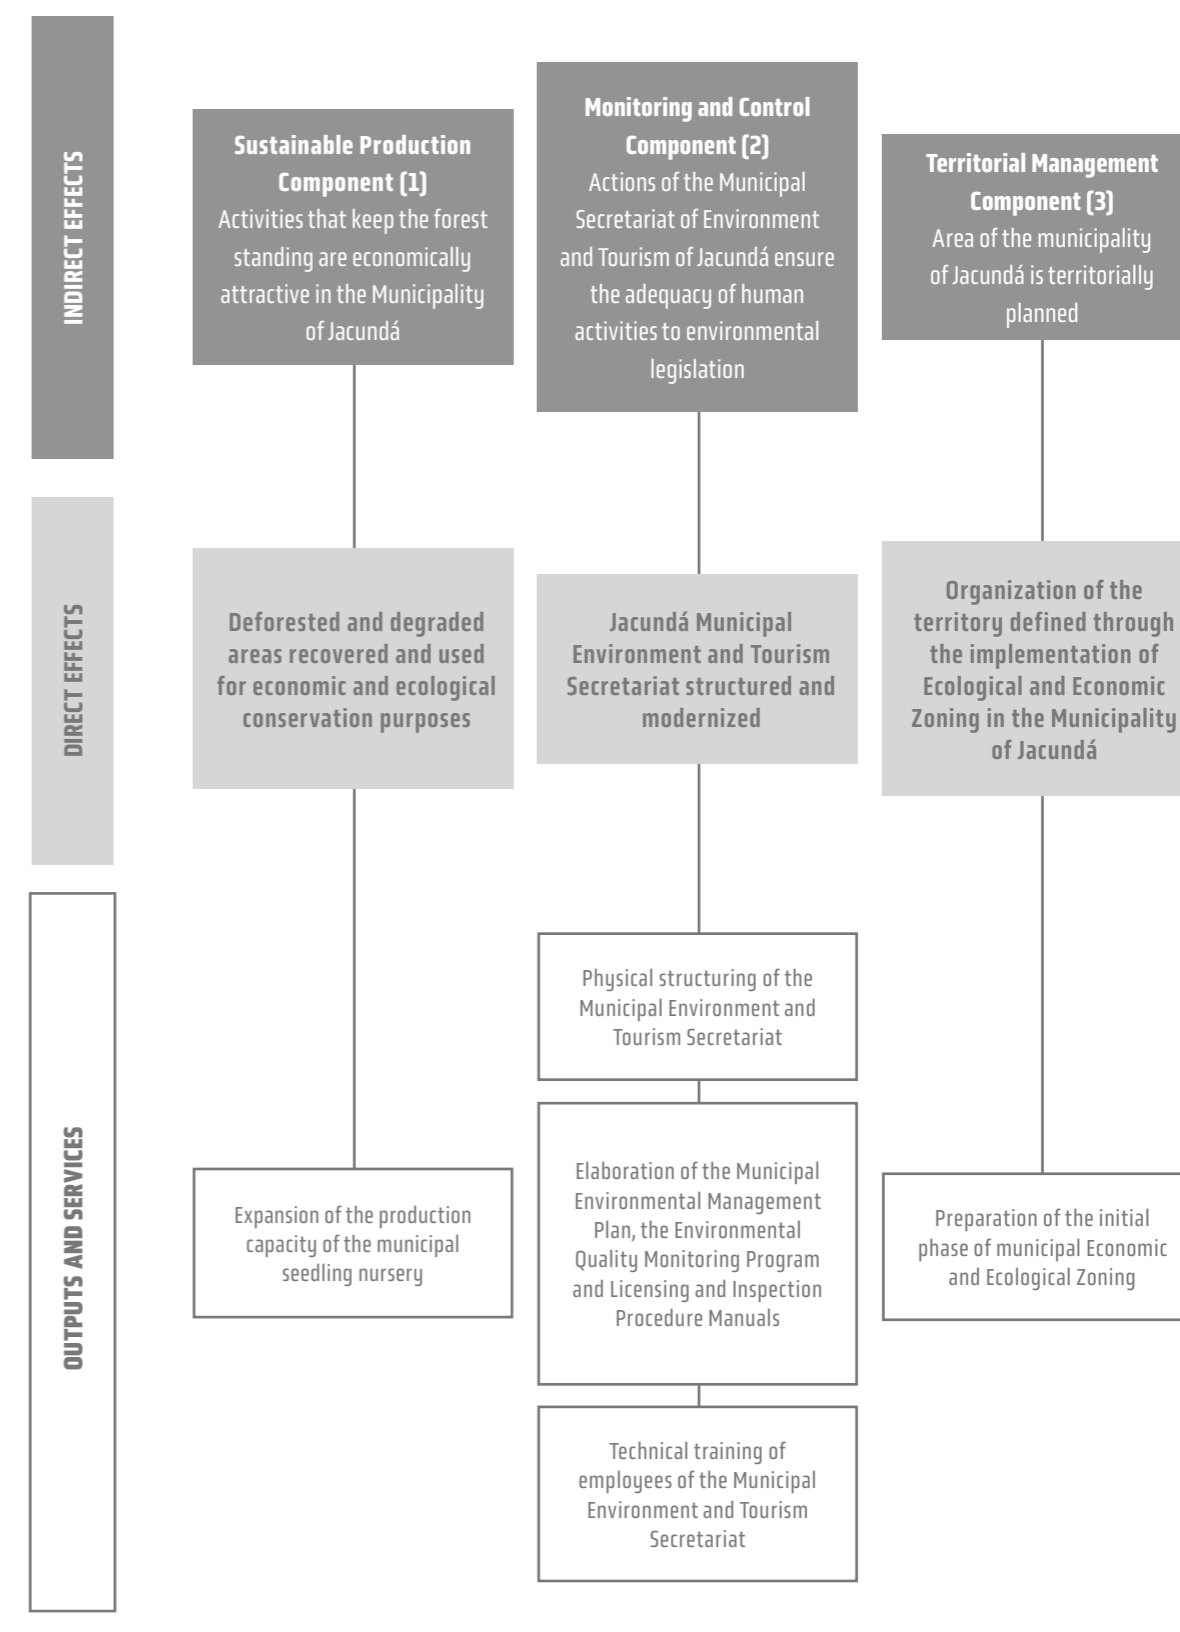 INDIRECT EFFECTS
Sustainable Production
Component (1)
Activities that keep the forest
standing are economically
attractive in the Municipality
of Jacundá
Monitoring and Control
Component (2)
Actions of the Municipal
Secretariat of Environment
and Tourism of Jacundá ensure
the adequacy of human
activities to environmental
legislation
Territorial Management
Component (3)
Area of the municipality
of Jacundá is territorially
planned
DIRECT EFFECTS
Deforested and degraded
areas recovered and used
for economic and ecological
conservation purposes
Jacundá Municipal
Environment and Tourism
Secretariat structured and
modernized
Organization of the
territory defined through
the implementation of
Ecological and Economic
Zoning in the Municipality
of Jacundá
OUTPUTS AND SERVICES
Expansion of the production
capacity of the municipal
seedling nursery
Physical structuring of the
Municipal Environment and
Tourism Secretariat
Elaboration of the Municipal
Environmental Management
Plan, the Environmental
Quality Monitoring Program
and Licensing and Inspection
Procedure Manuals
Technical training of
employees of the Municipal
Environment and Tourism
Secretariat
Preparation of the initial
phase of municipal Economic
and Ecological Zoning